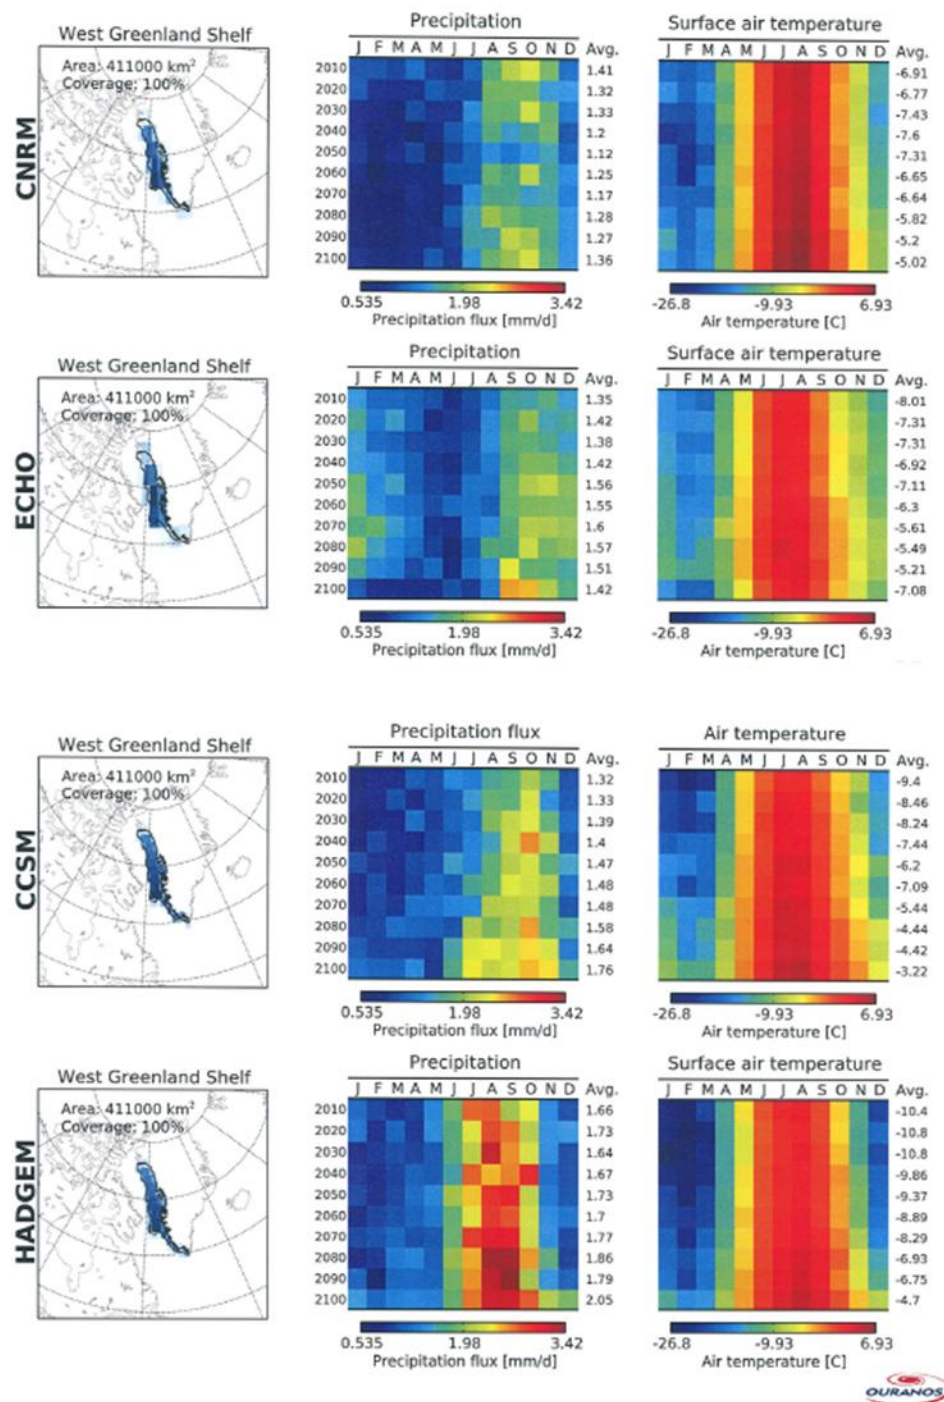 CNRM
West Greenland Shelf
Area: 411000 km²
Coverage: 100%
Precipitation
J F M A M J J A S O N D Avg.
2010 1.41
2020 1.32
2030 1.33
2040 1.2
2050 1.12
2060 1.25
2070 1.17
2080 1.28
2090 1.27
2100 1.36
0.535 1.98 3.42
Precipitation flux [mm/d]
Surface air temperature
J F M A M J J A S O N D Avg.
-6.91
-6.77
-7.43
-7.6
-7.31
-6.65
-6.64
-5.82
-5.2
-5.02
-26.8 -9.93 6.93
Air temperature [C]
ECHO
West Greenland Shelf
Area: 411000 km²
Coverage: 100%
Precipitation
J F M A M J J A S O N D Avg.
2010 1.35
2020 1.42
2030 1.38
2040 1.42
2050 1.56
2060 1.55
2070 1.6
2080 1.57
2090 1.51
2100 1.42
0.535 1.98 3.42
Precipitation flux [mm/d]
Surface air temperature
J F M A M J J A S O N D Avg.
-8.01
-7.31
-7.31
-6.92
-7.11
-6.3
-5.61
-5.49
-5.21
-7.08
-26.8 -9.93 6.93
Air temperature [C]
CCSM
West Greenland Shelf
Area: 411000 km²
Coverage: 100%
Precipitation flux
J F M A M J J A S O N D Avg.
2010 1.32
2020 1.33
2030 1.39
2040 1.4
2050 1.47
2060 1.48
2070 1.48
2080 1.58
2090 1.64
2100 1.76
0.535 1.98 3.42
Precipitation flux [mm/d]
Air temperature
J F M A M J J A S O N D Avg.
-9.4
-8.46
-8.24
-7.44
-6.2
-7.09
-5.44
-4.44
-4.42
-3.22
-26.8 -9.93 6.93
Air temperature [C]
HADGEM
West Greenland Shelf
Area: 411000 km²
Coverage: 100%
Precipitation
J F M A M J J A S O N D Avg.
2010 1.66
2020 1.73
2030 1.64
2040 1.67
2050 1.73
2060 1.7
2070 1.77
2080 1.86
2090 1.79
2100 2.05
0.535 1.98 3.42
Precipitation flux [mm/d]
Surface air temperature
J F M A M J J A S O N D Avg.
-10.4
-10.8
-10.8
-9.86
-9.37
-8.89
-8.29
-6.93
-6.75
-4.7
-26.8 -9.93 6.93
Air temperature [C]
OURANOS